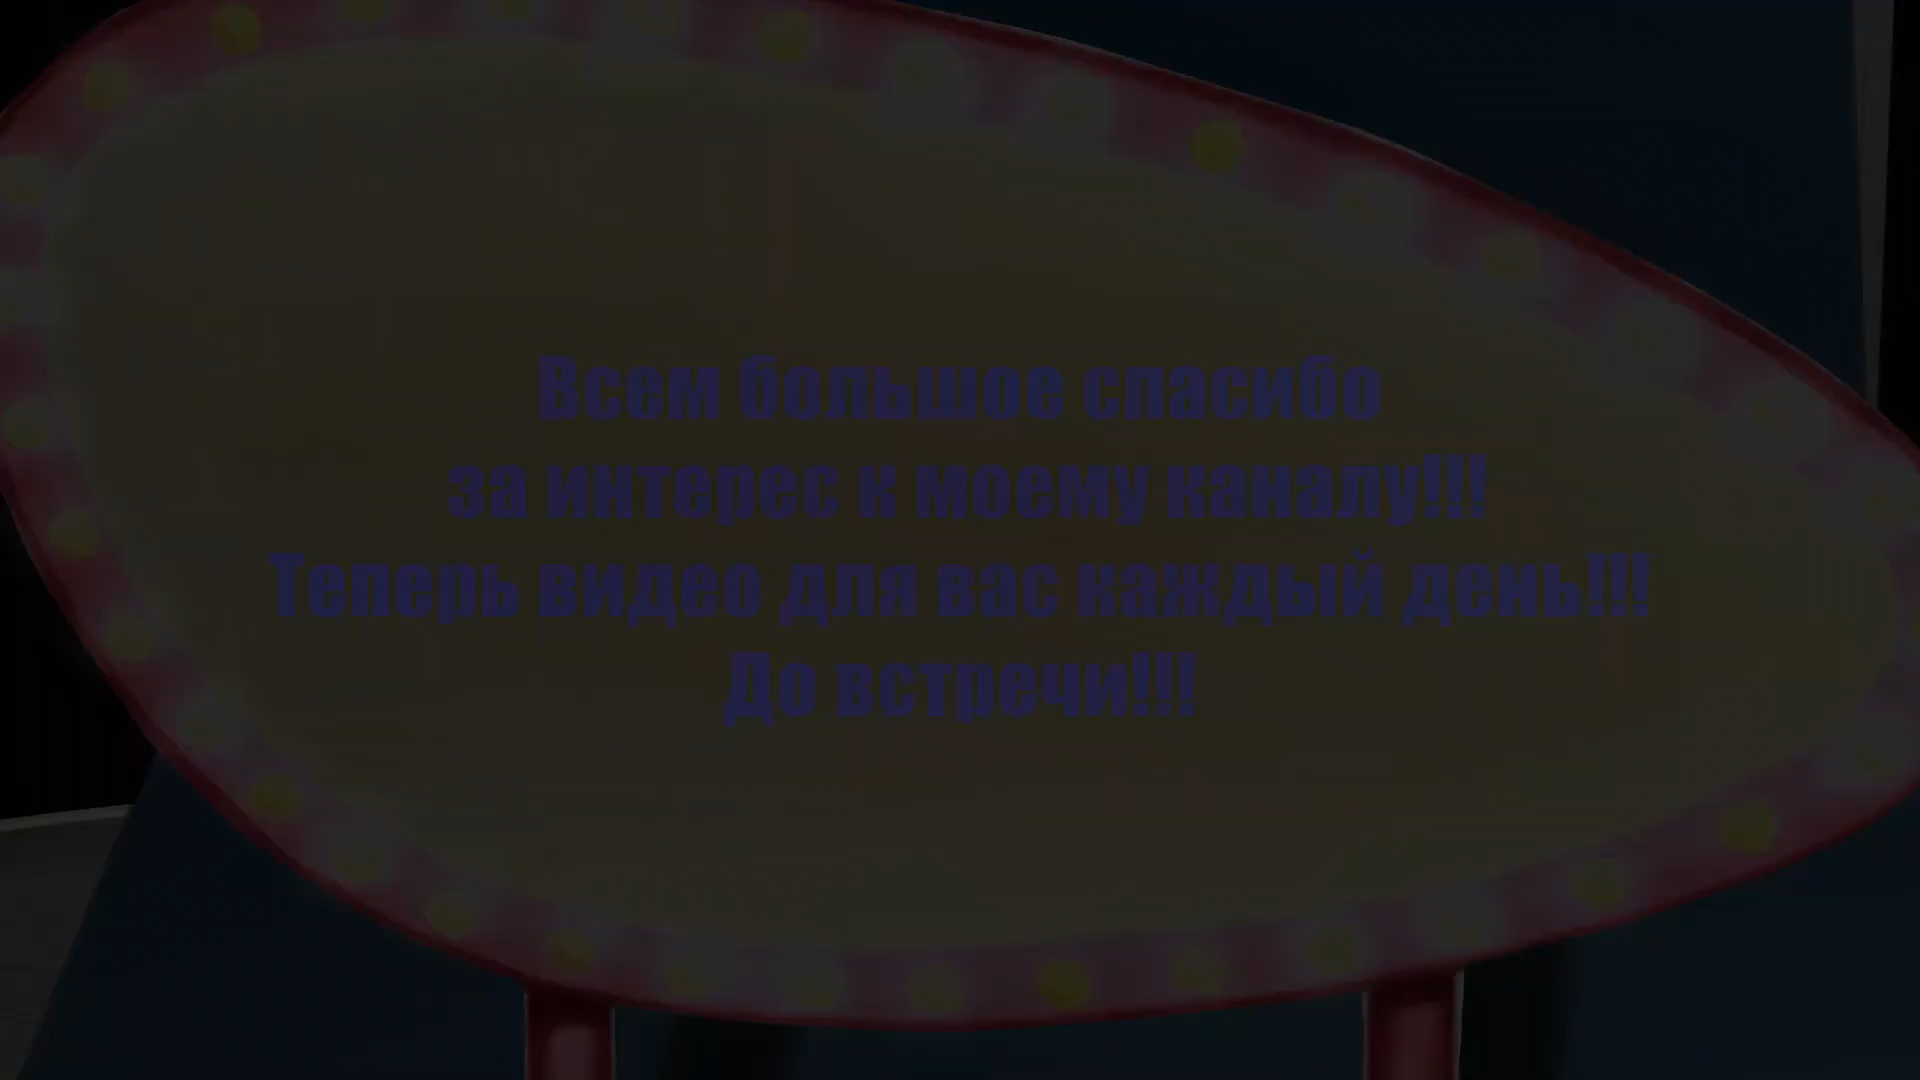 Всем большое спасибо
за интерес к моему каналу!!!
Теперь видео для вас каждый день!!!
До встречи!!!